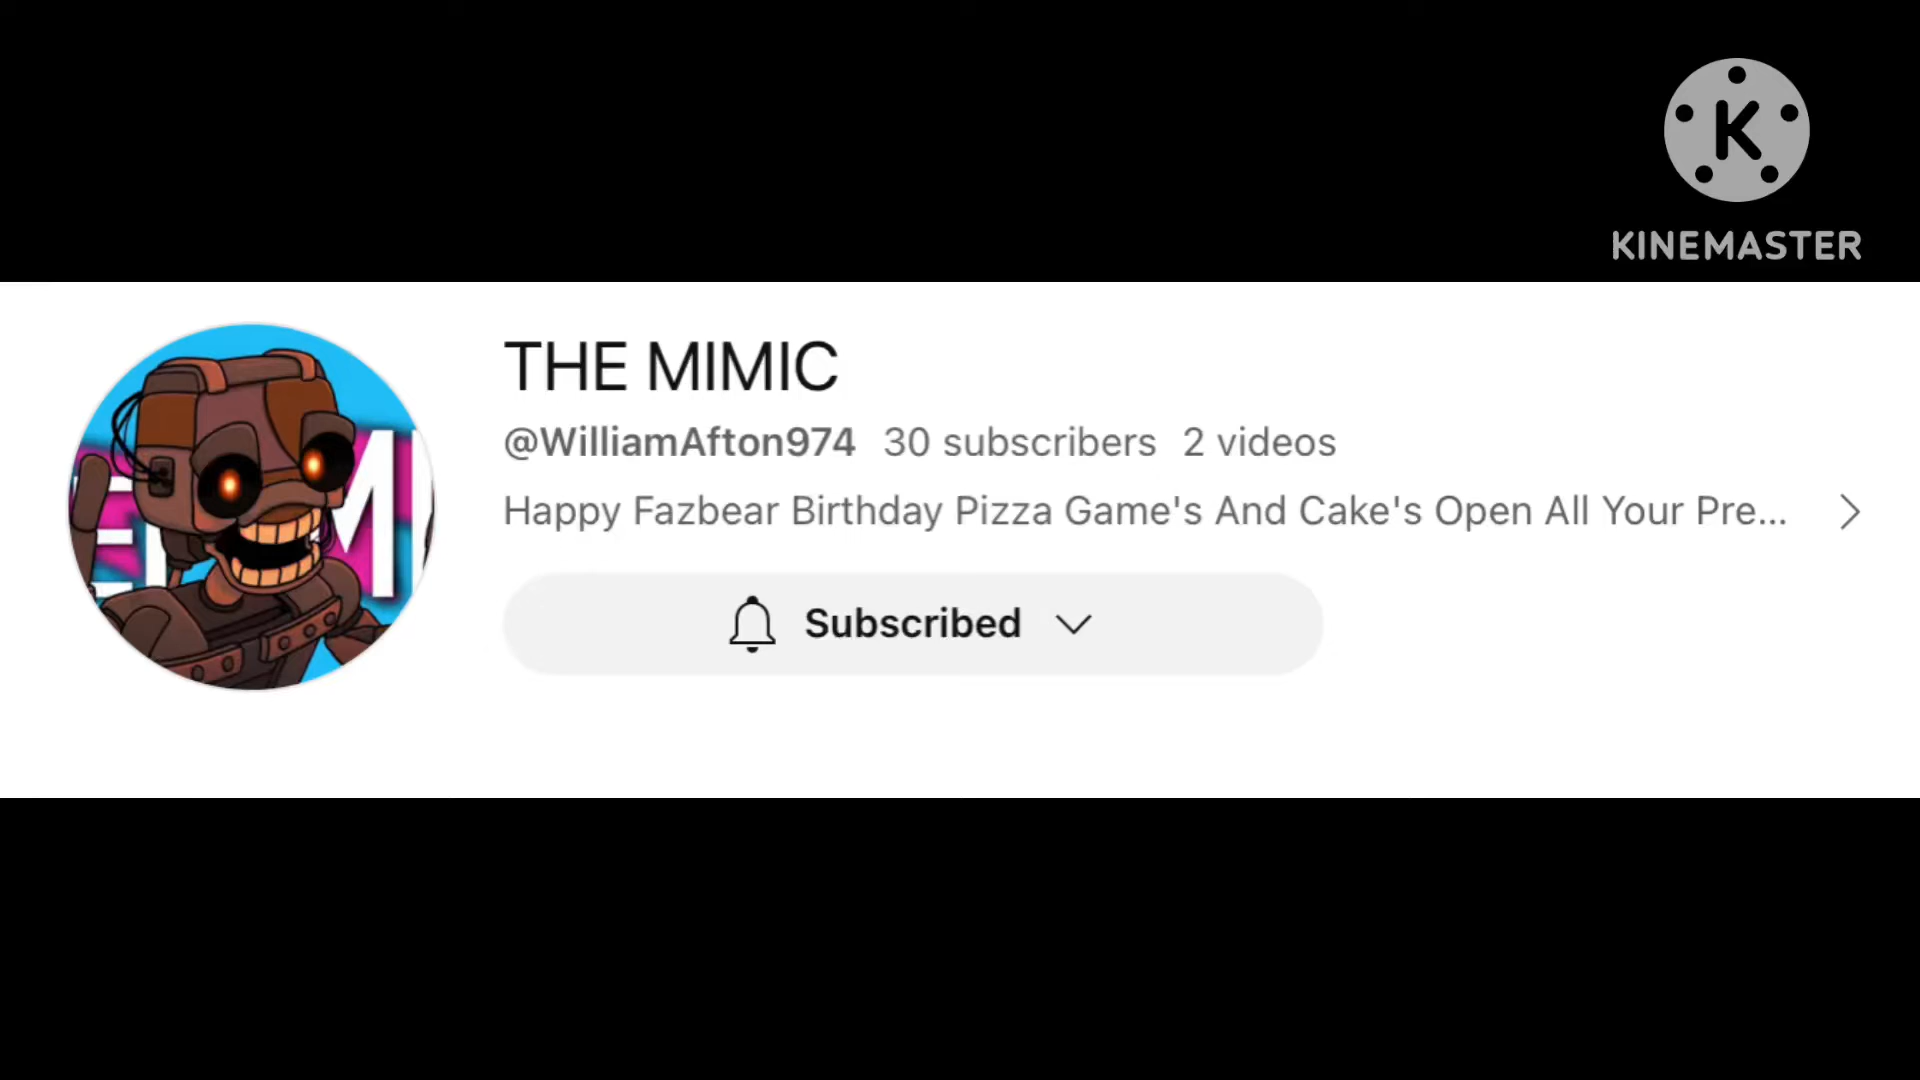 K
KINEMASTER
THE MIMIC
@WilliamAfton974 30 subscribers 2 videos
Happy Fazbear Birthday Pizza Game's And Cake's Open All Your Pre...
Subscribed